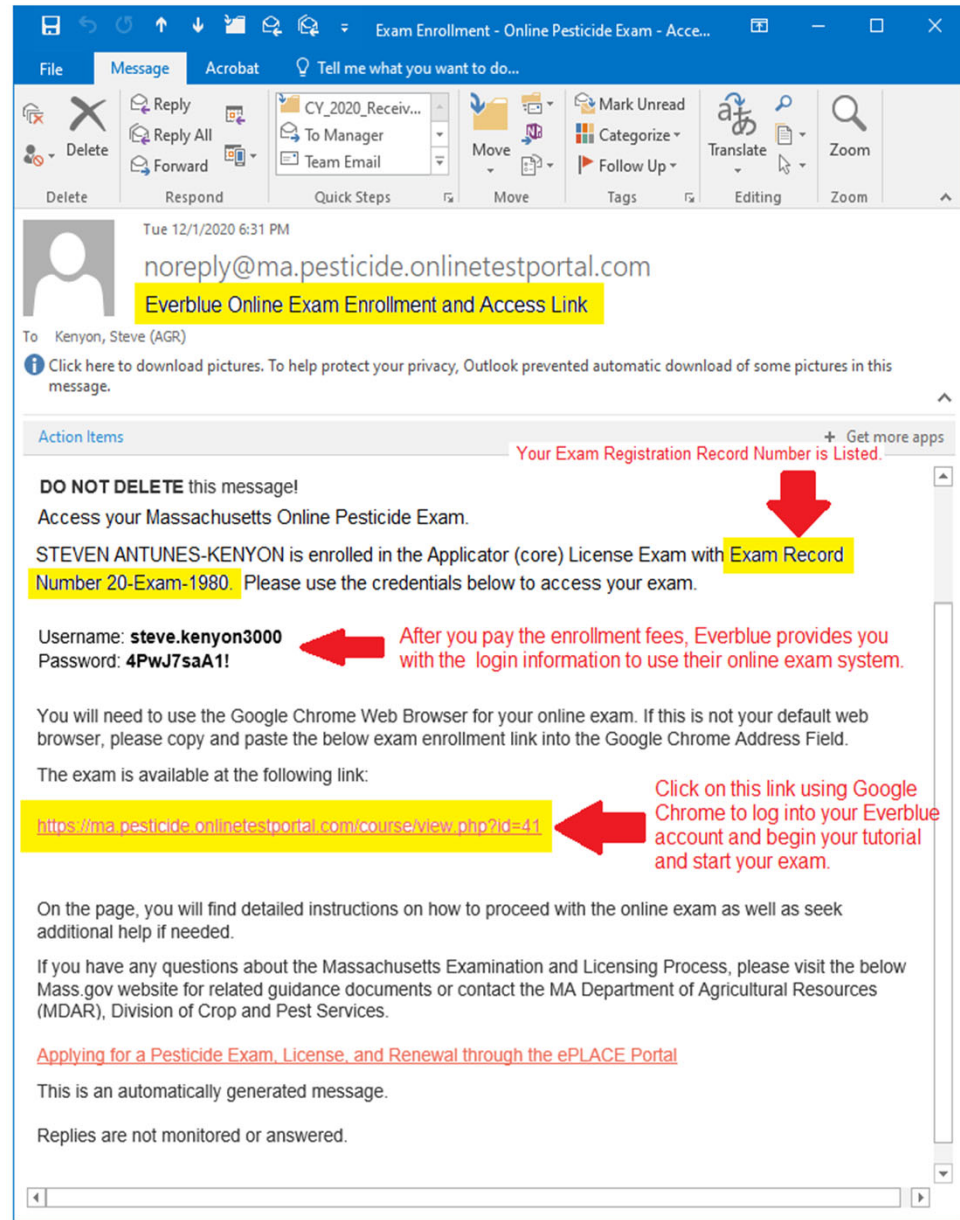 Exam Enrollment - Online Pesticide Exam - Acce...
File Message Acrobat Tell me what you want to do...
Delete
Reply
Reply All
Forward
CY_2020_Receiv...
To Manager
Team Email
Move
Mark Unread
Categorize
Follow Up
Translate
Zoom
Delete Respond Quick Steps Move Tags Editing Zoom
Tue 12/1/2020 6:31 PM
noreply@ma.pesticide.onlinetestportal.com
Everblue Online Exam Enrollment and Access Link
To Kenyon, Steve (AGR)
Click here to download pictures. To help protect your privacy, Outlook prevented automatic download of some pictures in this
message.
Action Items + Get more apps
Your Exam Registration Record Number is Listed.
DO NOT DELETE this message!
Access your Massachusetts Online Pesticide Exam.
STEVEN ANTUNES-KENYON is enrolled in the Applicator (core) License Exam with Exam Record
Number 20-Exam-1980. Please use the credentials below to access your exam.
Username: steve.kenyon3000
Password: 4PwJ7saA1!
After you pay the enrollment fees, Everblue provides you
with the login information to use their online exam system.
You will need to use the Google Chrome Web Browser for your online exam. If this is not your default web
browser, please copy and paste the below exam enrollment link into the Google Chrome Address Field.
The exam is available at the following link:
https://ma.pesticide.onlinetestportal.com/course/view.php?id=41
Click on this link using Google
Chrome to log into your Everblue
account and begin your tutorial
and start your exam.
On the page, you will find detailed instructions on how to proceed with the online exam as well as seek
additional help if needed.
If you have any questions about the Massachusetts Examination and Licensing Process, please visit the below
Mass.gov website for related guidance documents or contact the MA Department of Agricultural Resources
(MDAR), Division of Crop and Pest Services.
Applying for a Pesticide Exam, License, and Renewal through the ePLACE Portal
This is an automatically generated message.
Replies are not monitored or answered.